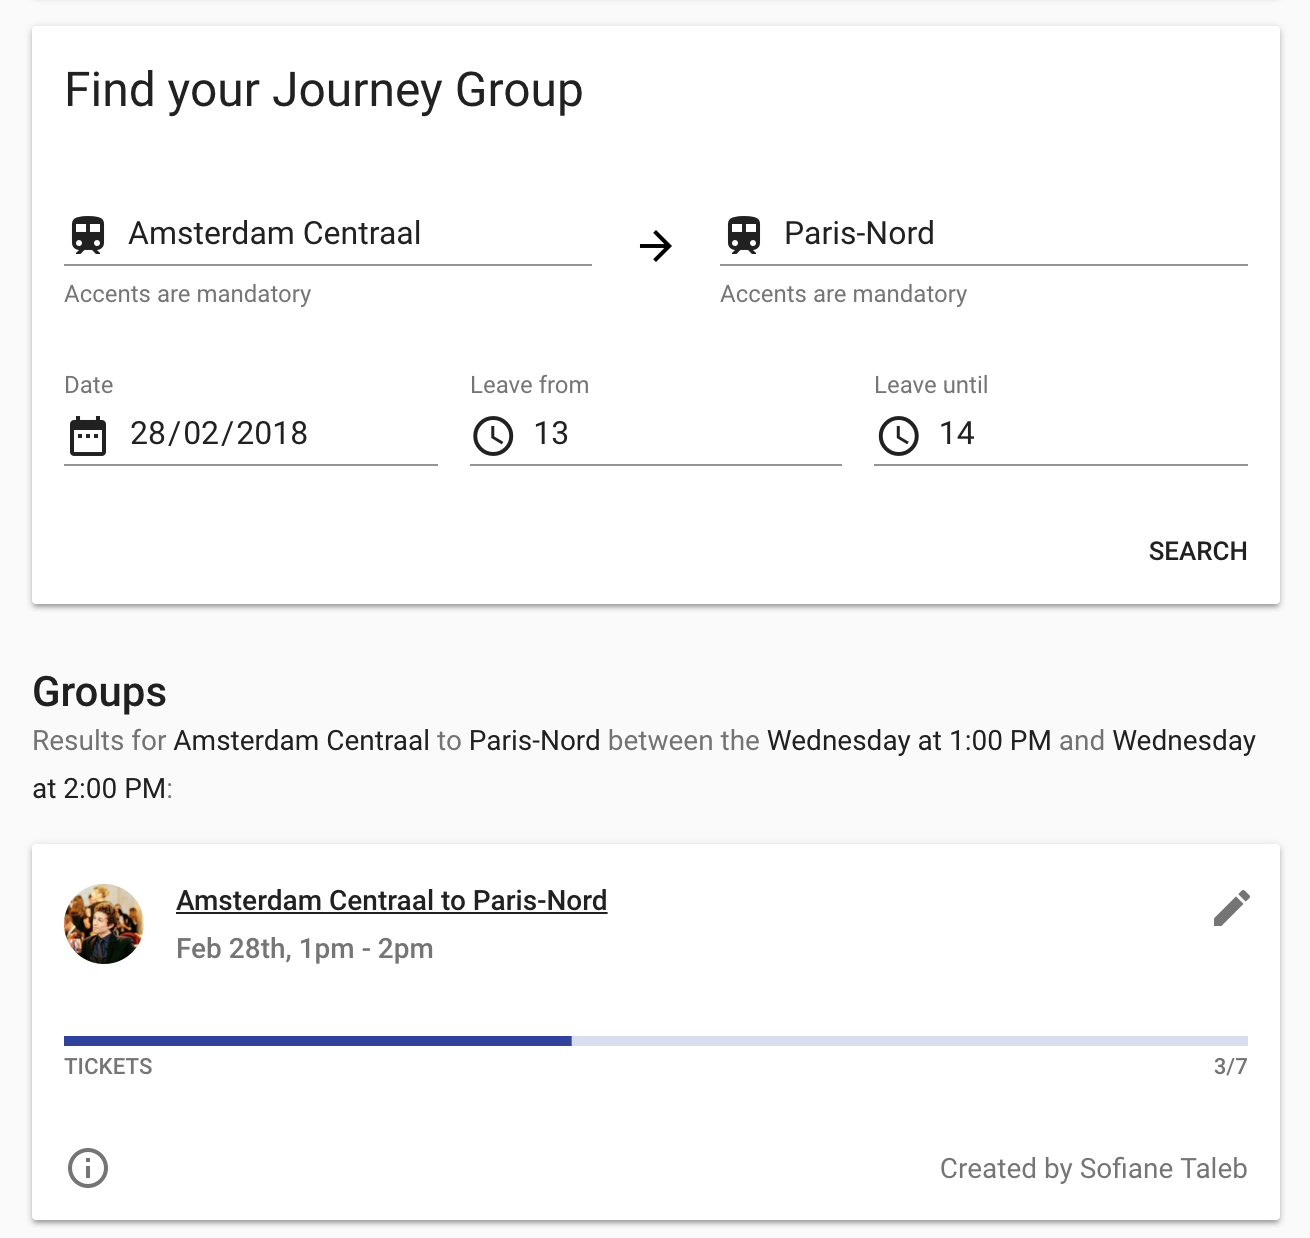 Find your Journey Group
Amsterdam Centraal
Paris-Nord
Accents are mandatory
Accents are mandatory
Date
Leave from
Leave until
28/02/2018
13
14
SEARCH
Groups
Results for Amsterdam Centraal to Paris-Nord between the Wednesday at 1:00 PM and Wednesday
at 2:00 PM:
Amsterdam Centraal to Paris-Nord
Feb 28th, 1pm - 2pm
TICKETS
3/7
Created by Sofiane Taleb